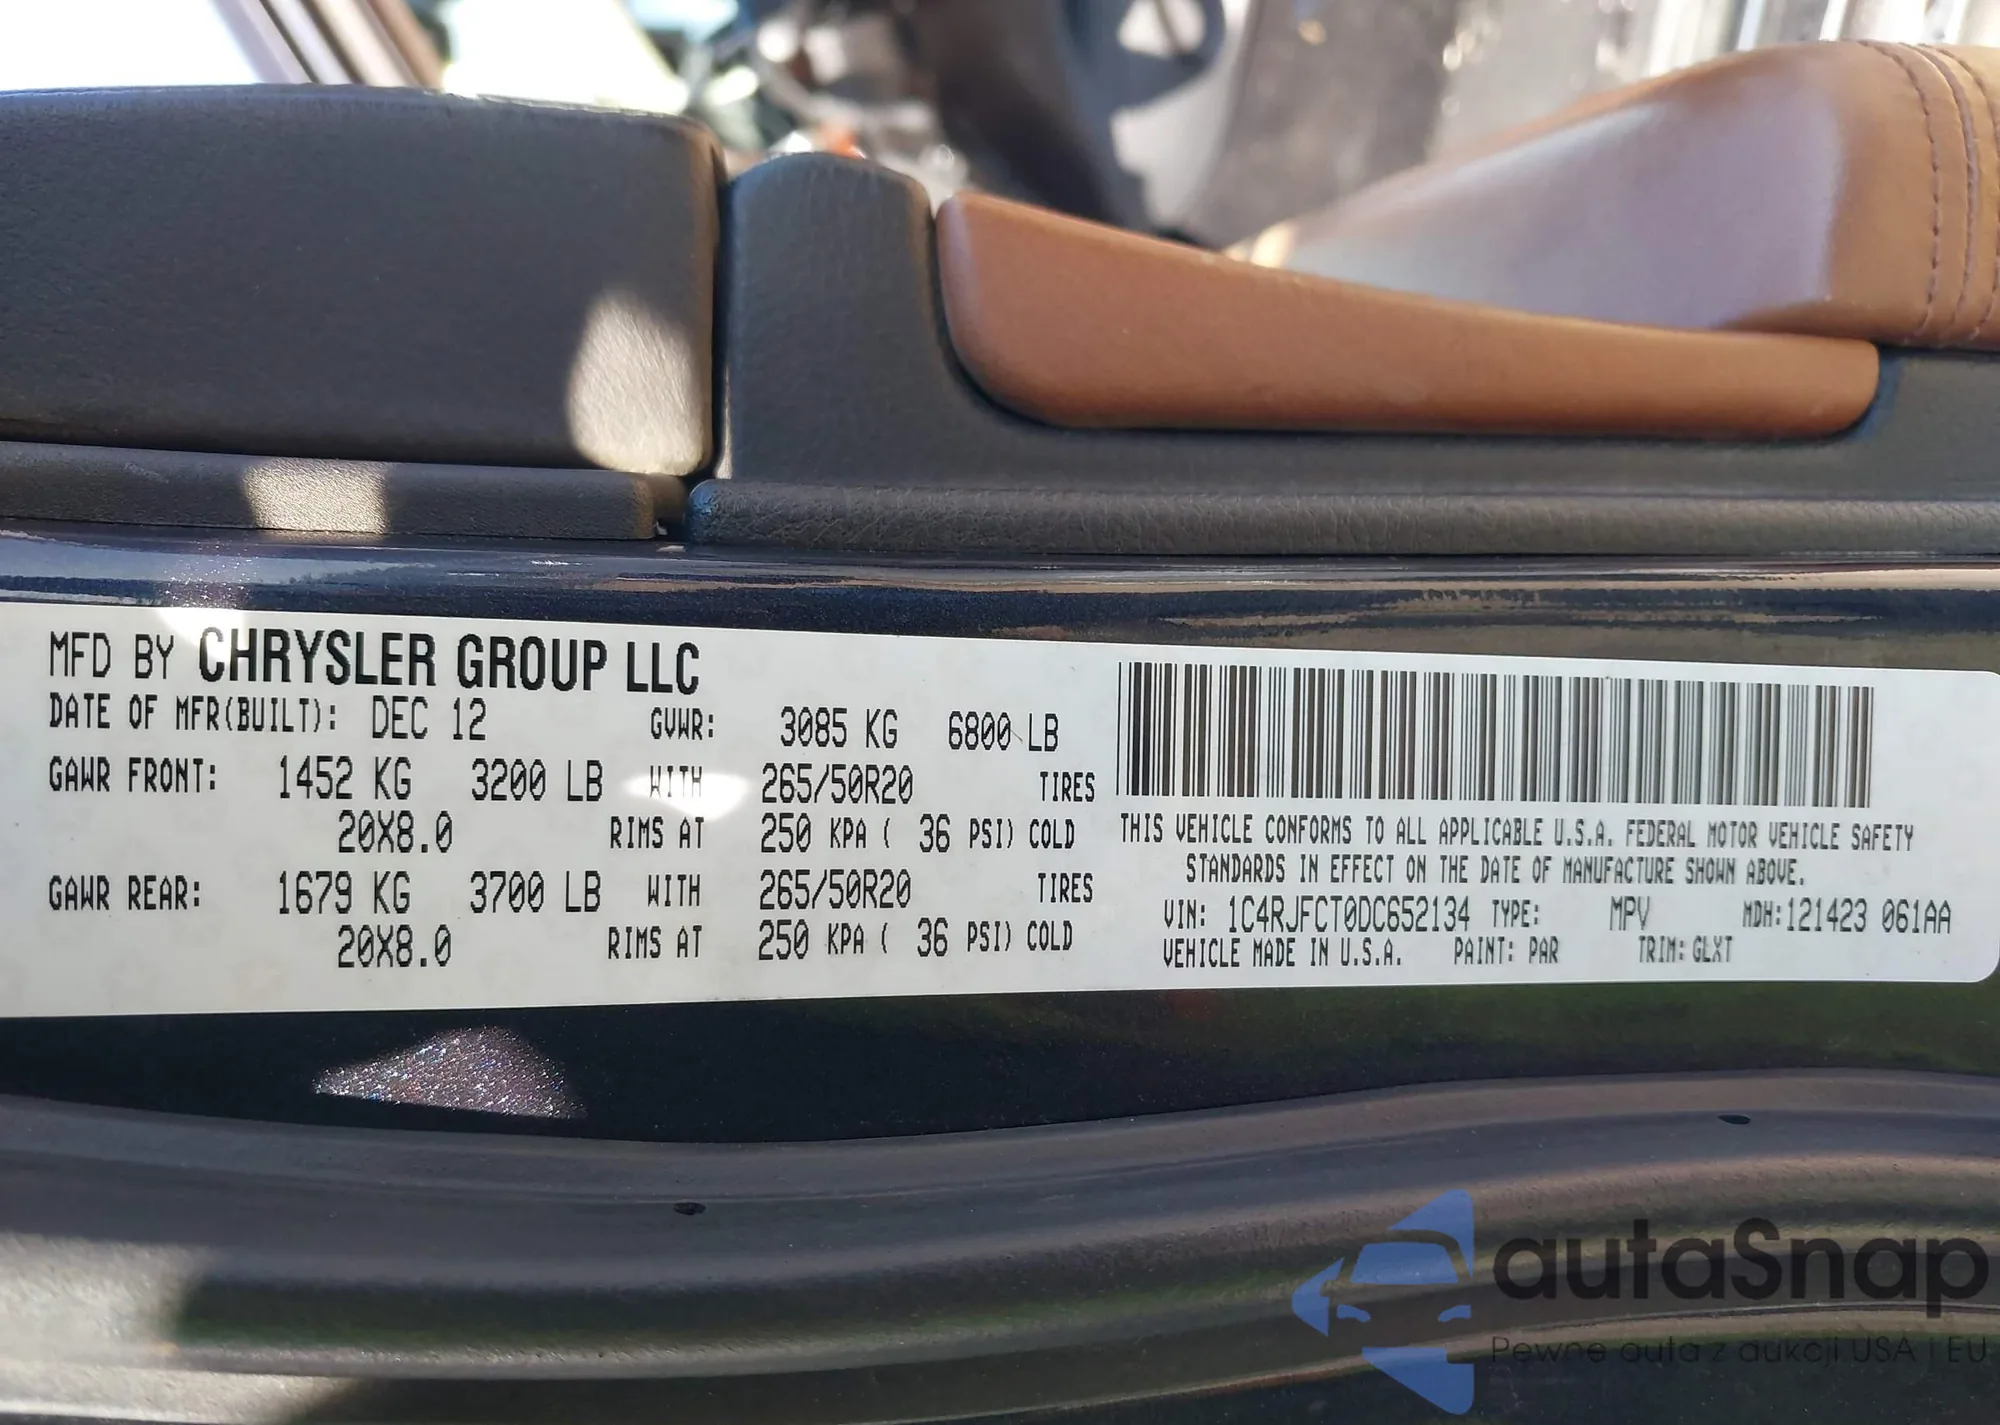 MFD BY CHRYSLER GROUP LLC
DATE OF MFR(BUILT): DEC 12 GVWR: 3085 KG 6800 LB
GAWR FRONT: 1452 KG 3200 LB WITH 265/50R20 TIRES
20X8.0 RIMS AT 250 KPA ( 36 PSI) COLD
GAWR REAR: 1679 KG 3700 LB WITH 265/50R20 TIRES
20X8.0 RIMS AT 250 KPA ( 36 PSI) COLD
THIS VEHICLE CONFORMS TO ALL APPLICABLE U.S.A. FEDERAL MOTOR VEHICLE SAFETY
STANDARDS IN EFFECT ON THE DATE OF MANUFACTURE SHOWN ABOVE.
VIN: 1C4RJFCT0DC652134 TYPE: MPV MDH:121423 061AA
VEHICLE MADE IN U.S.A. PAINT: PAR TRIM: GLXT
autaSnap
Pewne auta z aukcji USA i EU